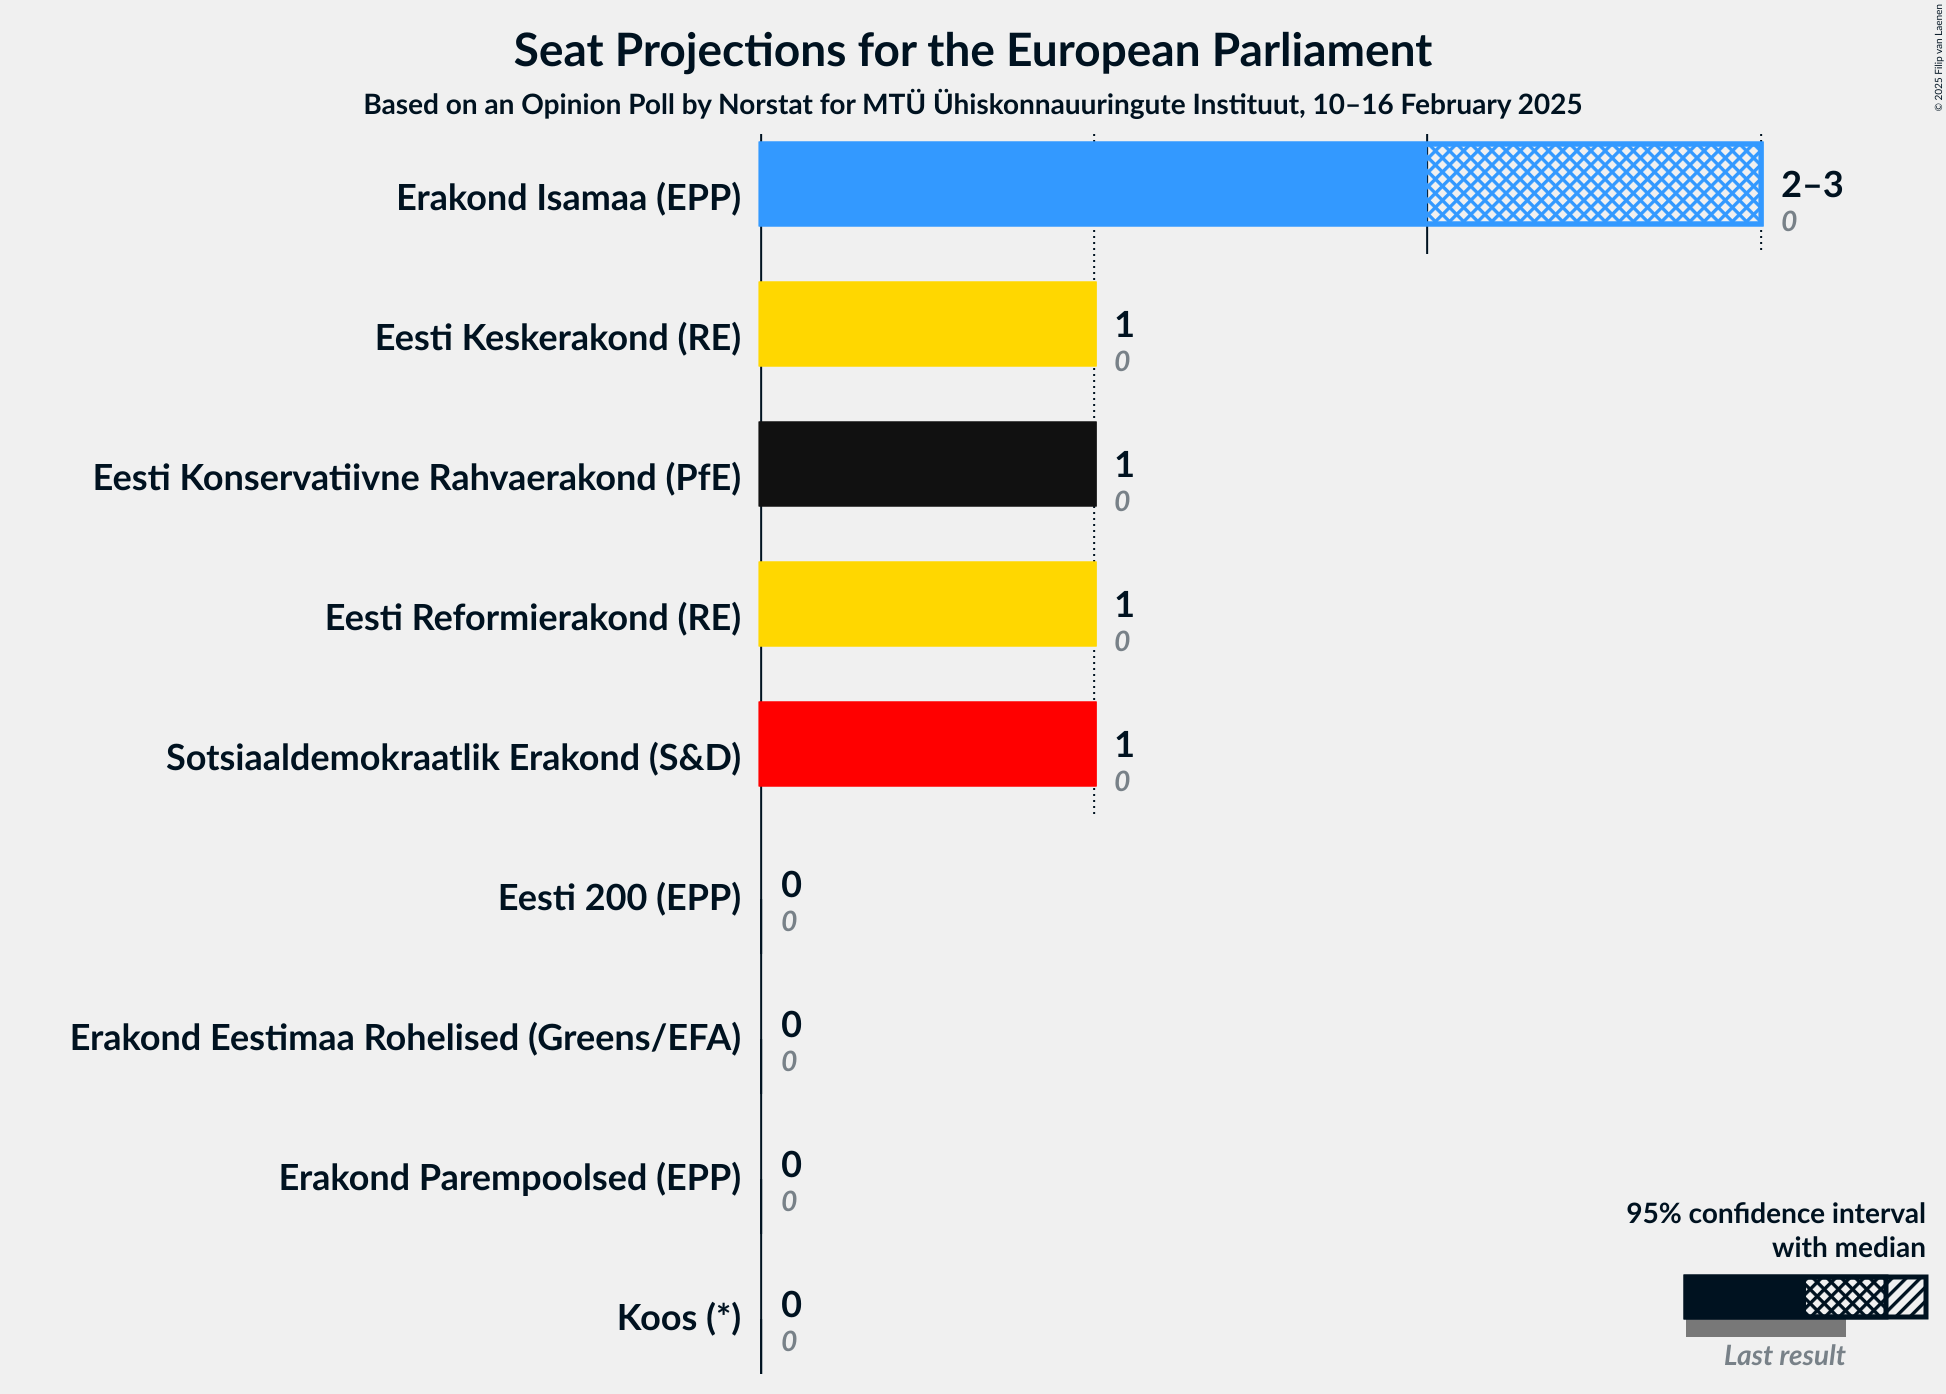 Seat Projections for the European Parliament
Based on an Opinion Poll by Norstat for MTÜ Ühiskonnauuringute Instituut, 10–16 February 2025
© 2025 Filip van Laenen
Erakond Isamaa (EPP)
2–3
0
Eesti Keskerakond (RE)
1
0
Eesti Konservatiivne Rahvaerakond (PfE)
1
0
Eesti Reformierakond (RE)
1
0
Sotsiaaldemokraatlik Erakond (S&D)
1
0
Eesti 200 (EPP)
0
0
Erakond Eestimaa Rohelised (Greens/EFA)
0
0
Erakond Parempoolsed (EPP)
0
0
Koos (*)
0
0
95% confidence interval
with median
Last result